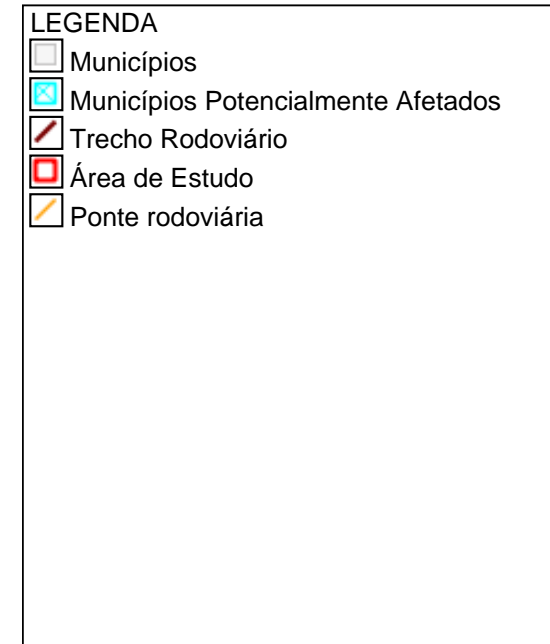 LEGENDA
Municípios
Municípios Potencialmente Afetados
Trecho Rodoviário
Área de Estudo
Ponte rodoviária